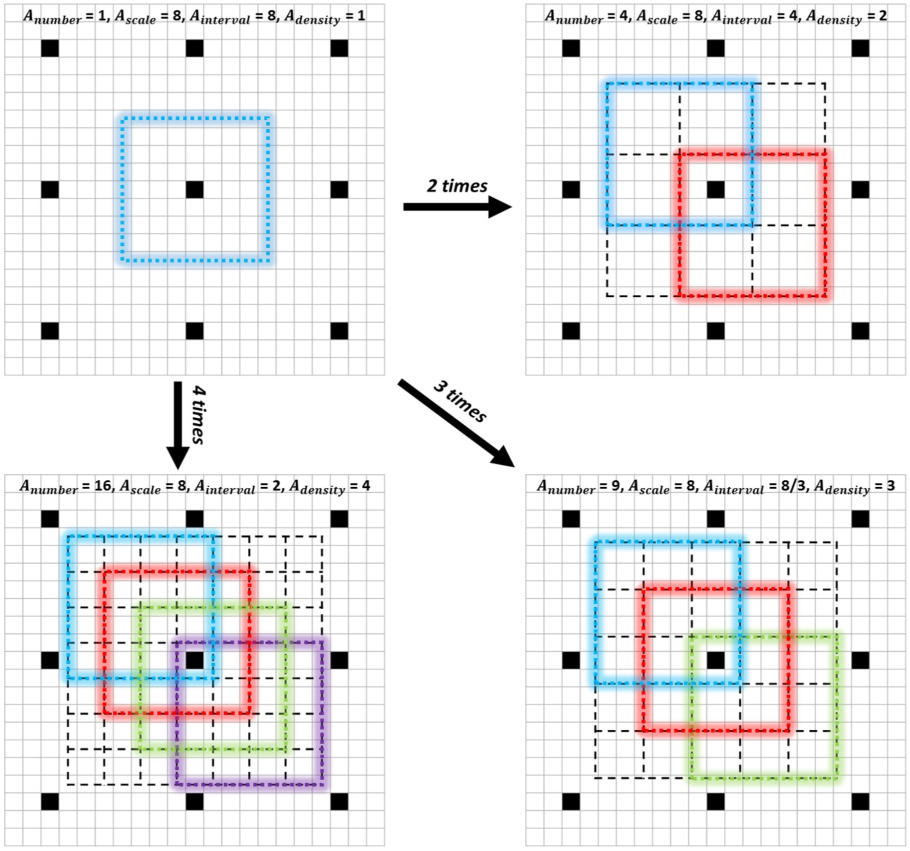 A_number = 1, A_scale = 8, A_interval = 8, A_density = 1
A_number = 4, A_scale = 8, A_interval = 4, A_density = 2
2 times
4 times
3 times
A_number = 16, A_scale = 8, A_interval = 2, A_density = 4
A_number = 9, A_scale = 8, A_interval = 8/3, A_density = 3